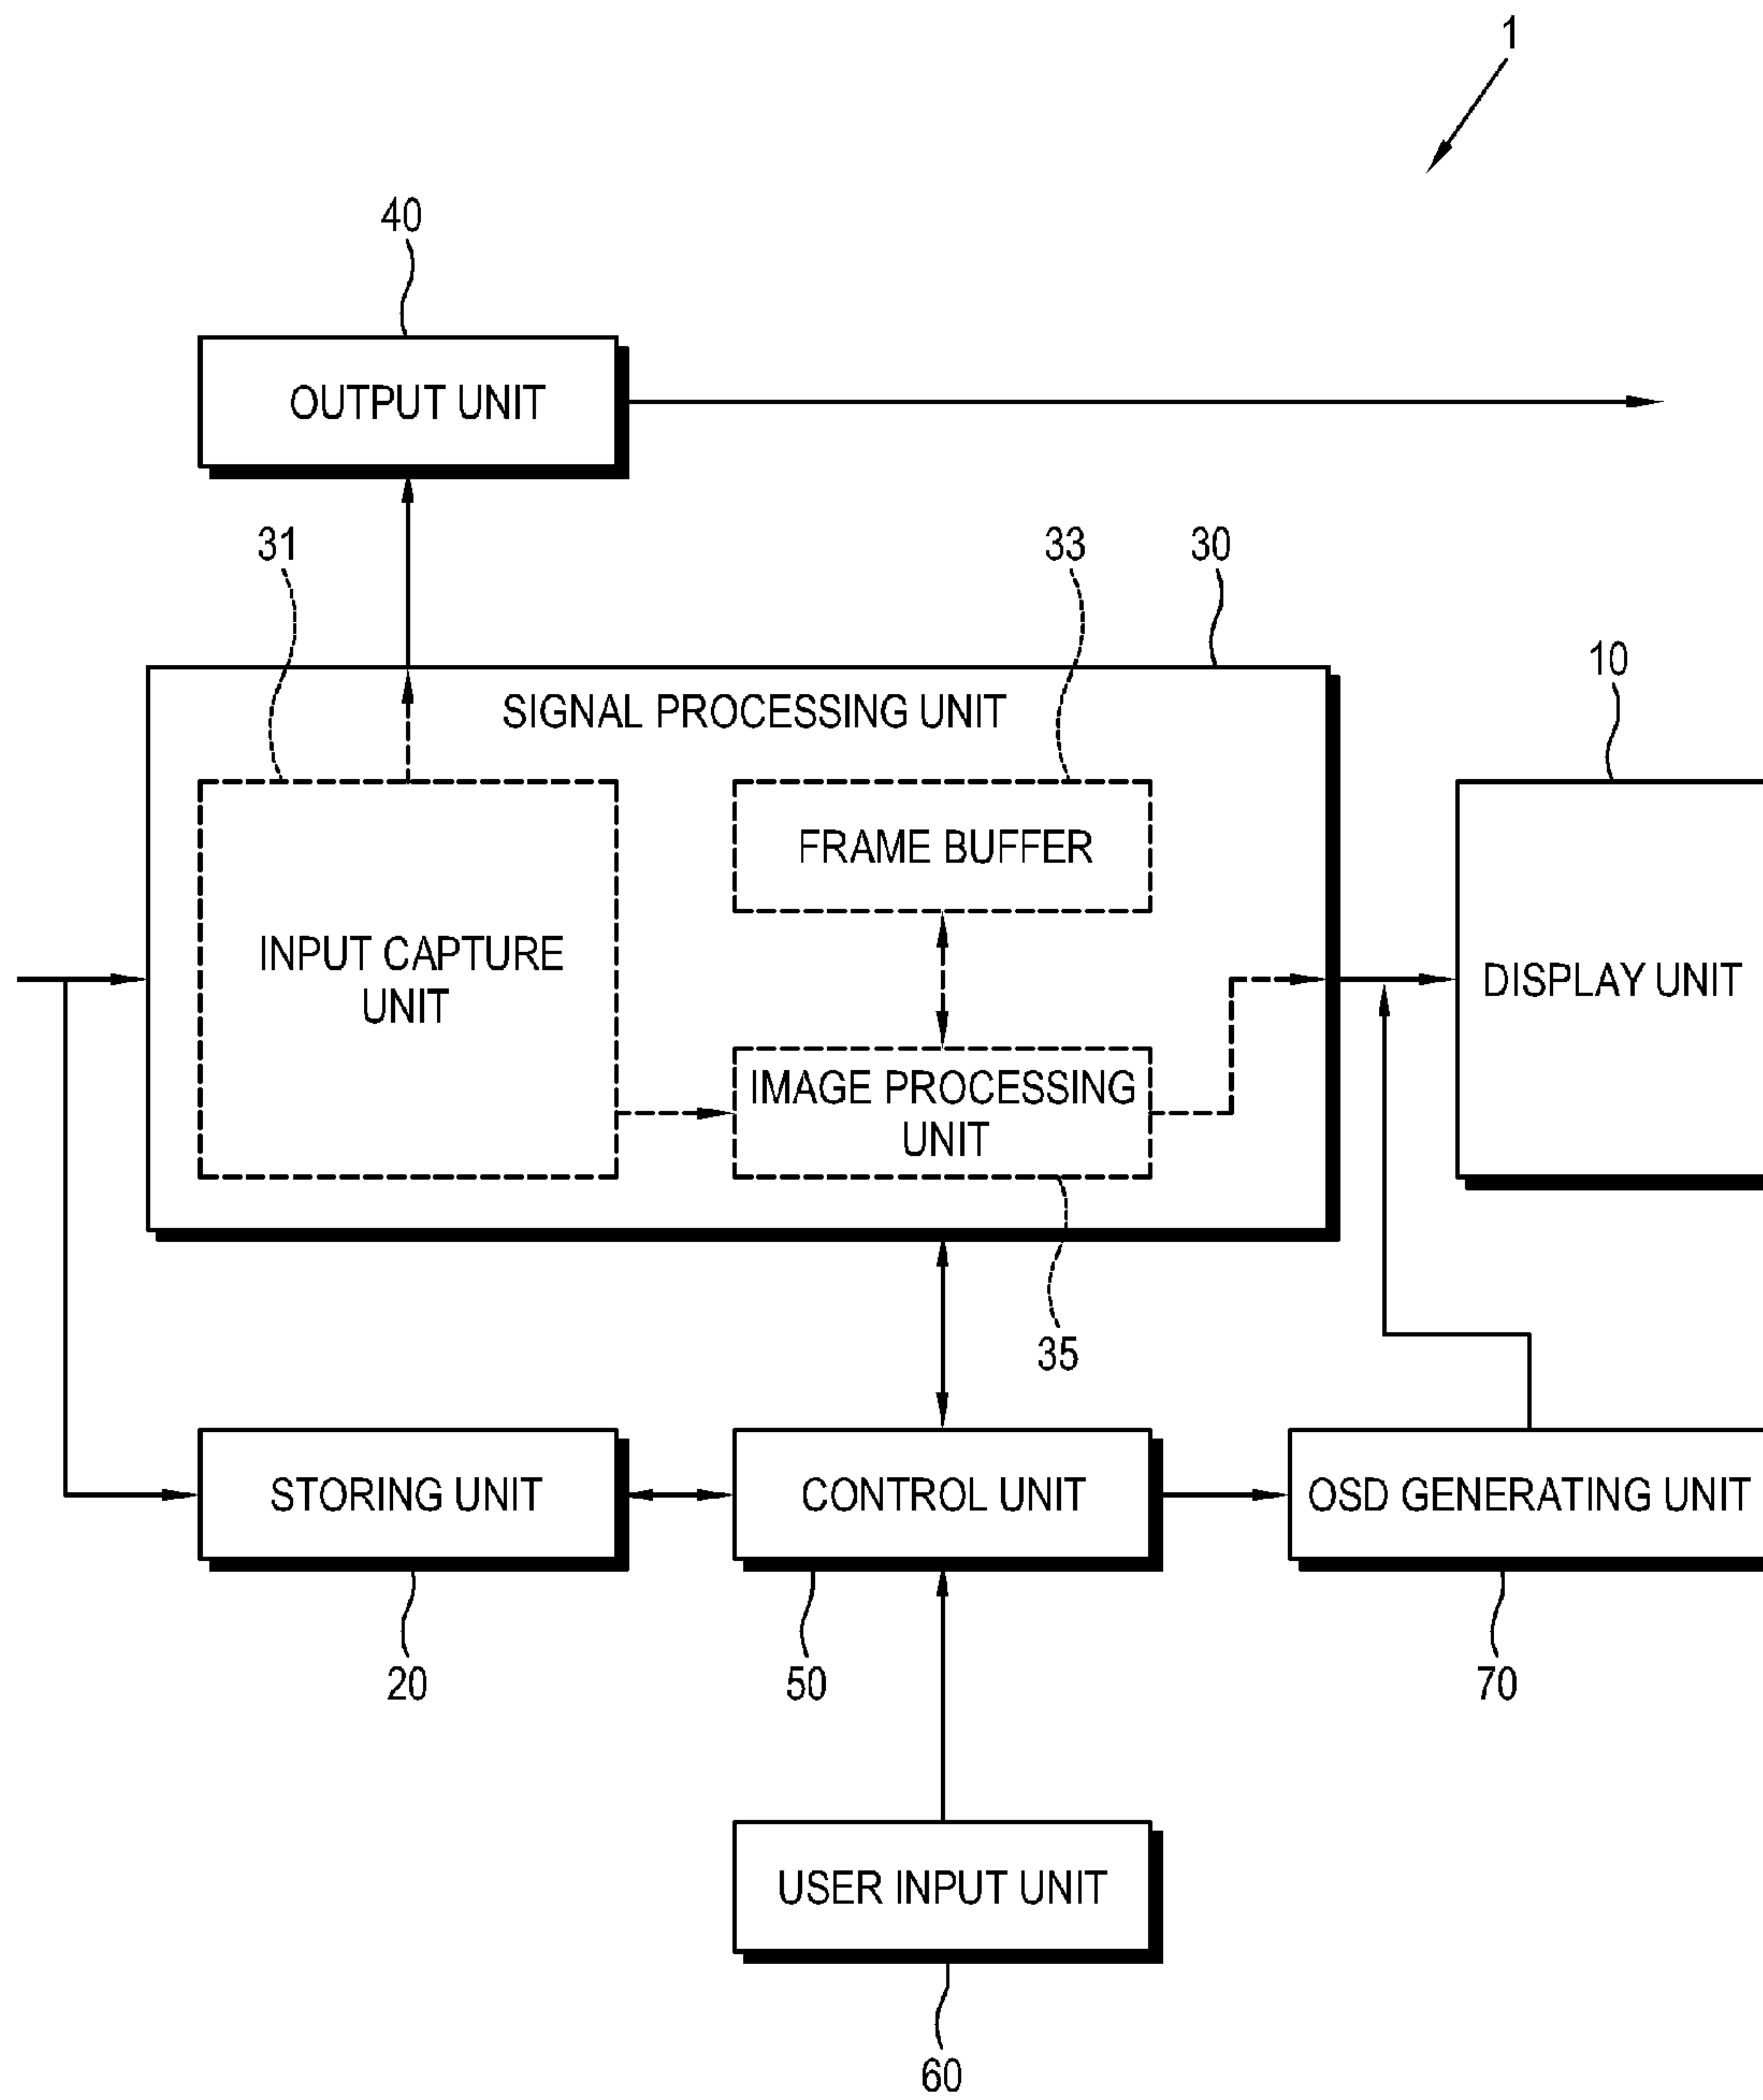 1
40
OUTPUT UNIT
31
33
30
10
SIGNAL PROCESSING UNIT
FRAME BUFFER
INPUT CAPTURE
UNIT
DISPLAY UNIT
IMAGE PROCESSING
UNIT
35
STORING UNIT
CONTROL UNIT
OSD GENERATING UNIT
20
50
70
USER INPUT UNIT
60